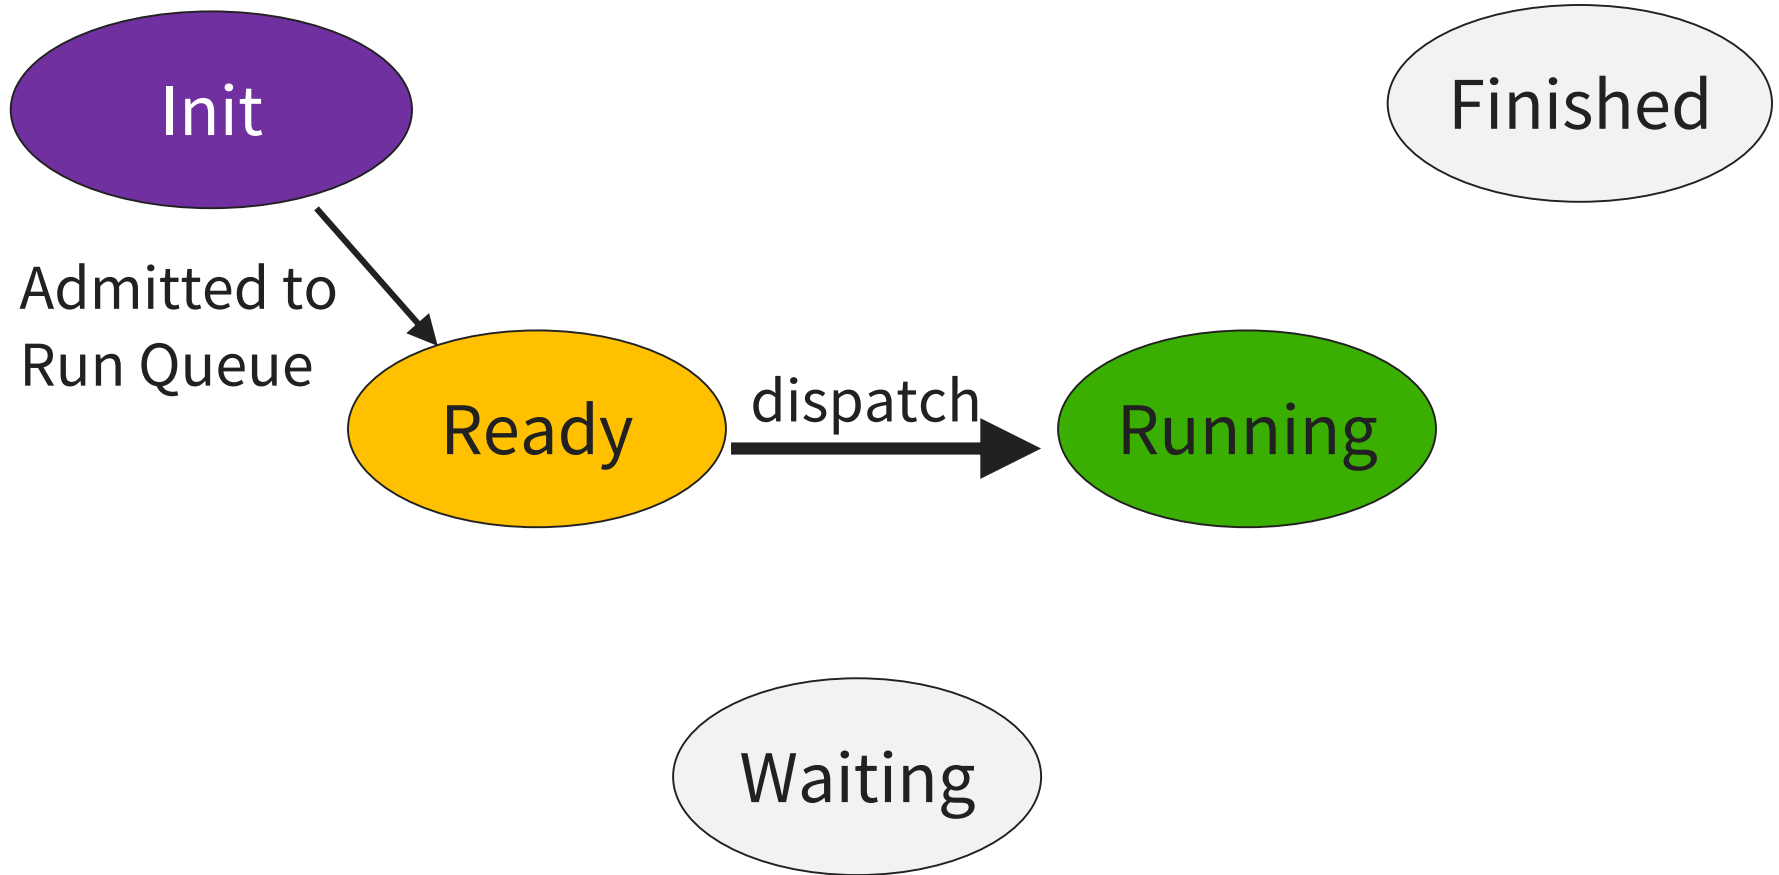 Init
Finished
Admitted to
Run Queue
dispatch
Ready
Running
Waiting